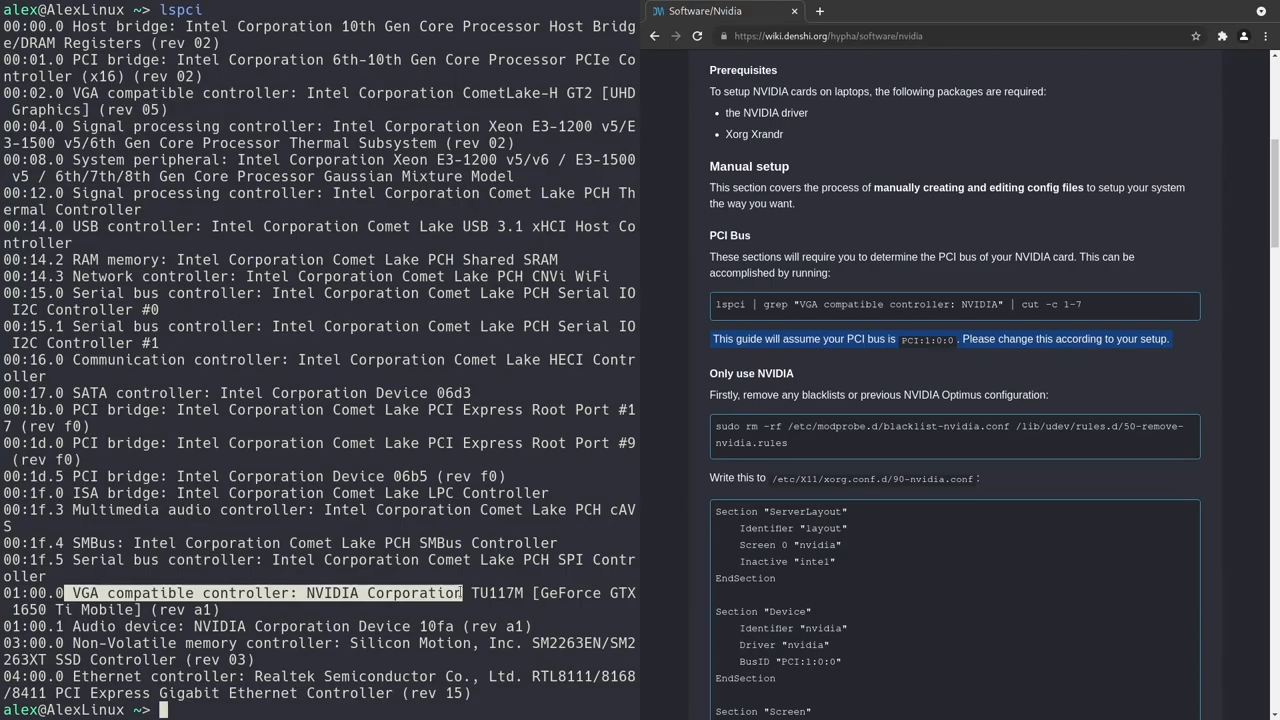 alex@AlexLinux ~> lspci
00:00.0 Host bridge: Intel Corporation 10th Gen Core Processor Host Bridg
e/DRAM Registers (rev 02)
00:01.0 PCI bridge: Intel Corporation 6th-10th Gen Core Processor PCIe Co
ntroller (x16) (rev 02)
00:02.0 VGA compatible controller: Intel Corporation CometLake-H GT2 [UHD
 Graphics] (rev 05)
00:04.0 Signal processing controller: Intel Corporation Xeon E3-1200 v5/E
3-1500 v5/6th Gen Core Processor Thermal Subsystem (rev 02)
00:08.0 System peripheral: Intel Corporation Xeon E3-1200 v5/v6 / E3-1500
 v5 / 6th/7th/8th Gen Core Processor Gaussian Mixture Model
00:12.0 Signal processing controller: Intel Corporation Comet Lake PCH Th
ermal Controller
00:14.0 USB controller: Intel Corporation Comet Lake USB 3.1 xHCI Host Co
ntroller
00:14.2 RAM memory: Intel Corporation Comet Lake PCH Shared SRAM
00:14.3 Network controller: Intel Corporation Comet Lake PCH CNVi WiFi
00:15.0 Serial bus controller: Intel Corporation Comet Lake PCH Serial IO
 I2C Controller #0
00:15.1 Serial bus controller: Intel Corporation Comet Lake PCH Serial IO
 I2C Controller #1
00:16.0 Communication controller: Intel Corporation Comet Lake HECI Contr
oller
00:17.0 SATA controller: Intel Corporation Device 06d3
00:1b.0 PCI bridge: Intel Corporation Comet Lake PCI Express Root Port #1
7 (rev f0)
00:1d.0 PCI bridge: Intel Corporation Comet Lake PCI Express Root Port #9
 (rev f0)
00:1d.5 PCI bridge: Intel Corporation Device 06b5 (rev f0)
00:1f.0 ISA bridge: Intel Corporation Comet Lake LPC Controller
00:1f.3 Multimedia audio controller: Intel Corporation Comet Lake PCH cAV
S
00:1f.4 SMBus: Intel Corporation Comet Lake PCH SMBus Controller
00:1f.5 Serial bus controller: Intel Corporation Comet Lake PCH SPI Contr
oller
01:00.0 VGA compatible controller: NVIDIA Corporation TU117M [GeForce GTX
 1650 Ti Mobile] (rev a1)
01:00.1 Audio device: NVIDIA Corporation Device 10fa (rev a1)
03:00.0 Non-Volatile memory controller: Silicon Motion, Inc. SM2263EN/SM2
263XT SSD Controller (rev 03)
04:00.0 Ethernet controller: Realtek Semiconductor Co., Ltd. RTL8111/8168
/8411 PCI Express Gigabit Ethernet Controller (rev 15)
alex@AlexLinux ~>
Software/Nvidia
https://wiki.denshi.org/hypha/software/nvidia
Prerequisites
To setup NVIDIA cards on laptops, the following packages are required:
• the NVIDIA driver
• Xorg Xrandr
Manual setup
This section covers the process of manually creating and editing config files to setup your system
the way you want.
PCI Bus
These sections will require you to determine the PCI bus of your NVIDIA card. This can be
accomplished by running:
lspci | grep "VGA compatible controller: NVIDIA" | cut -c 1-7
This guide will assume your PCI bus is PCI:1:0:0. Please change this according to your setup.
Only use NVIDIA
Firstly, remove any blacklists or previous NVIDIA Optimus configuration:
sudo rm -rf /etc/modprobe.d/blacklist-nvidia.conf /lib/udev/rules.d/50-remove-
nvidia.rules
Write this to /etc/X11/xorg.conf.d/90-nvidia.conf:
Section "ServerLayout"
    Identifier "layout"
    Screen 0 "nvidia"
    Inactive "intel"
EndSection
Section "Device"
    Identifier "nvidia"
    Driver "nvidia"
    BusID "PCI:1:0:0"
EndSection
Section "Screen"